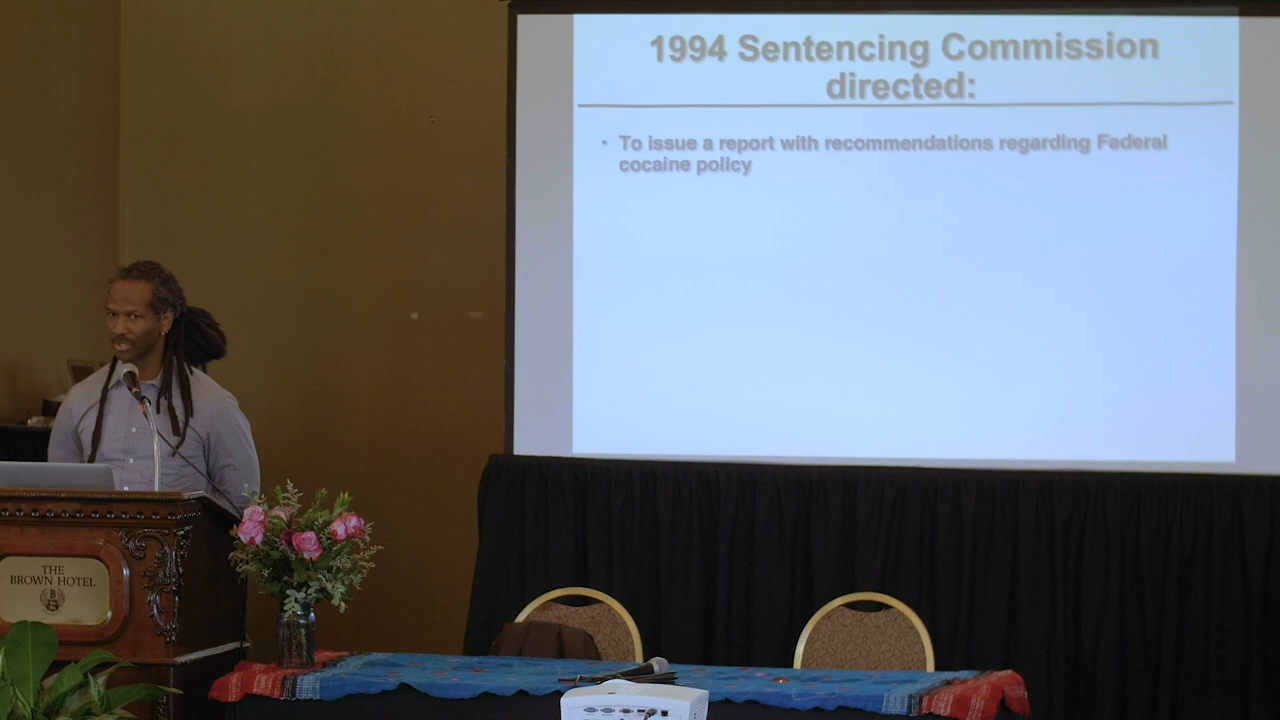 1994 Sentencing Commission
directed:
• To issue a report with recommendations regarding Federal
cocaine policy
THE
BROWN HOTEL
B